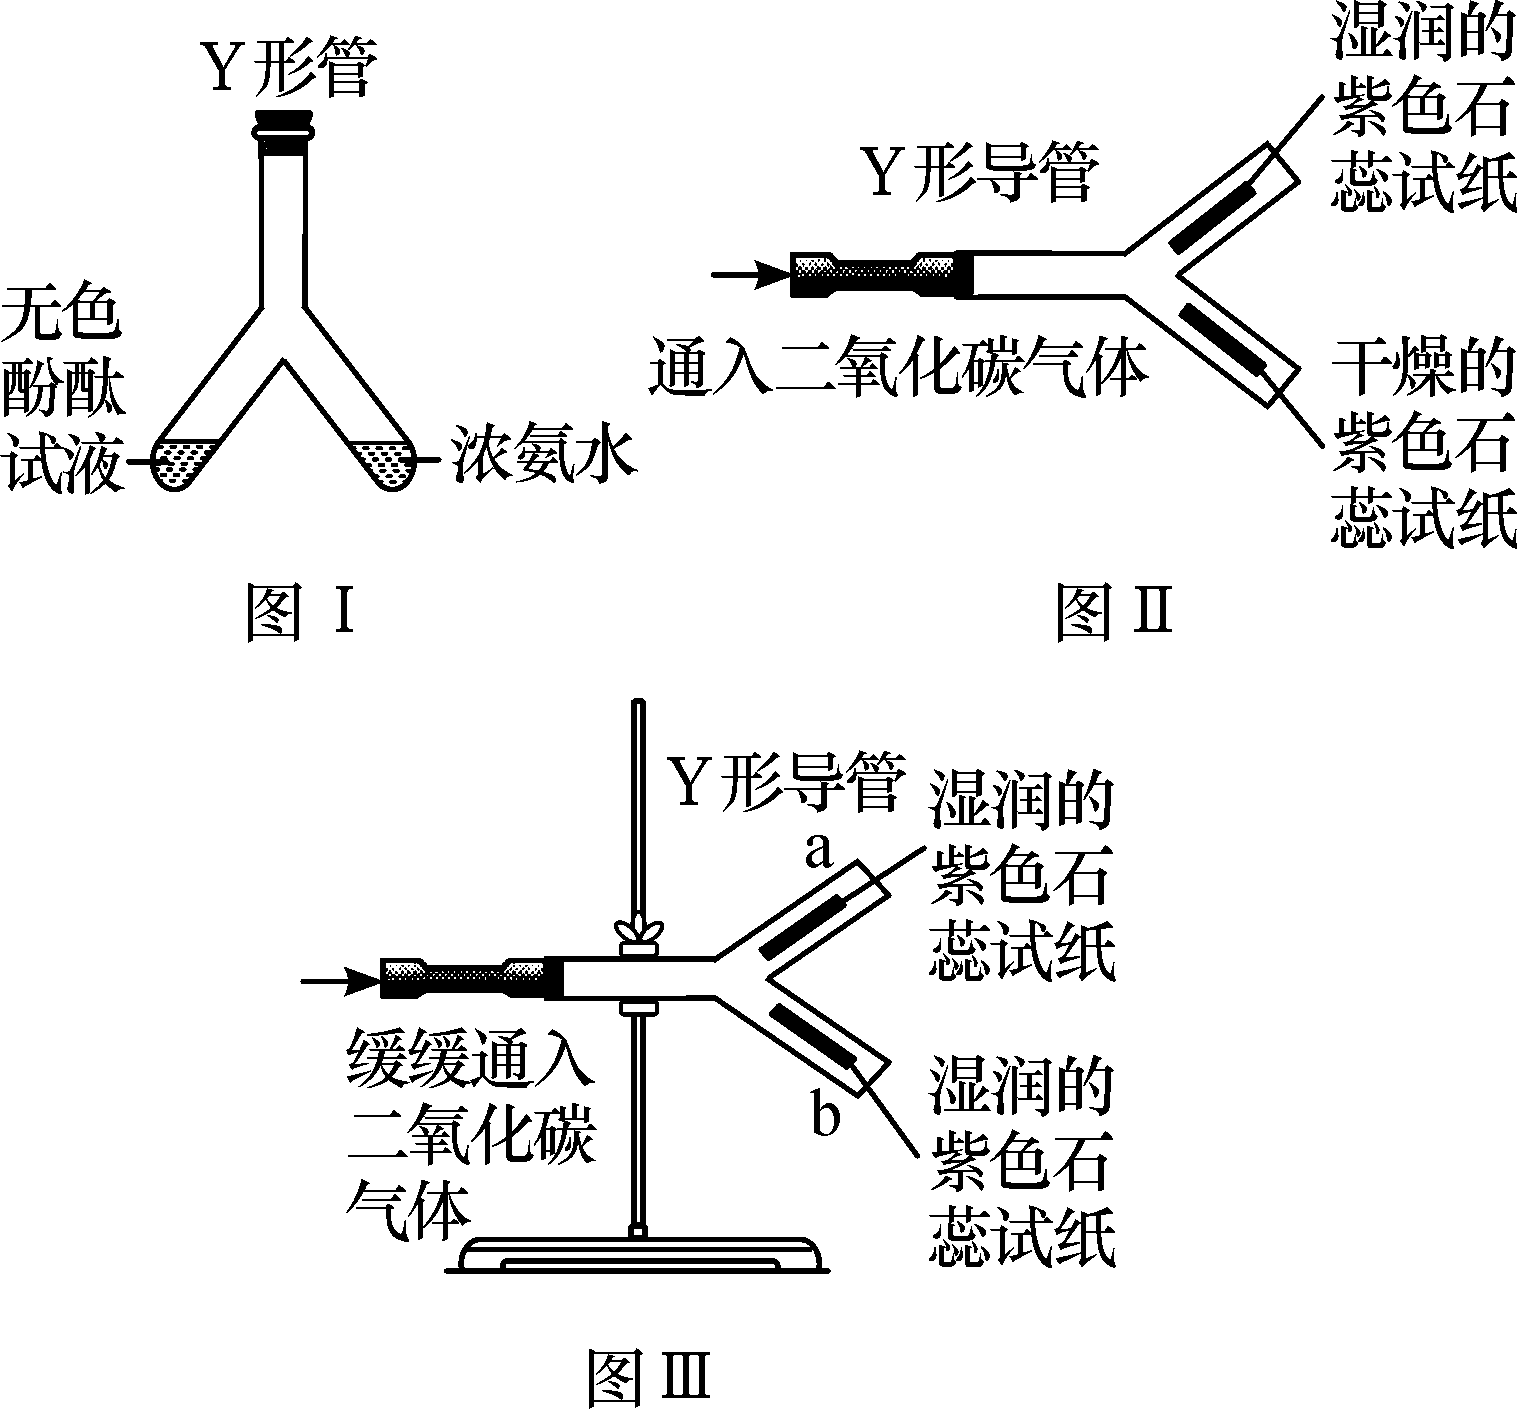 Y形管
无色
酚酞
试液
浓氨水
图 Ⅰ
湿润的
紫色石
蕊试纸
Y形导管
通入二氧化碳气体
干燥的
紫色石
蕊试纸
图 Ⅱ
Y形导管
a
湿润的
紫色石
蕊试纸
缓缓通入
二氧化碳
气体
b
湿润的
紫色石
蕊试纸
图 Ⅲ